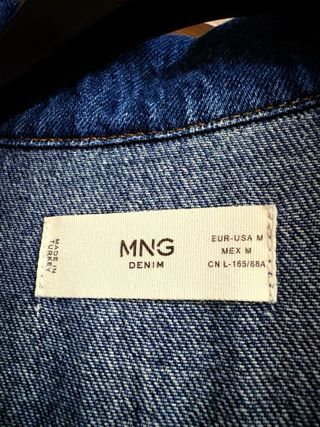 MADE IN
TURKEY
MNG
DENIM
EUR-USA M
MEX M
CN L-165/88A